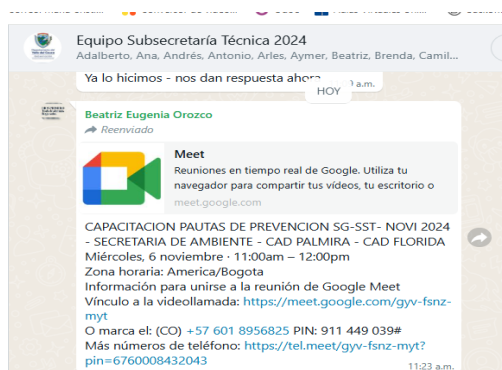 Equipo Subsecretaría Técnica 2024
Adalberto, Ana, Andrés, Antonio, Arles, Aymer, Beatriz, Brenda, Camil...
Ya lo hicimos - nos dan respuesta ahora
a.m.
HOY
Beatriz Eugenia Orozco
Reenviado
Meet
Reuniones en tiempo real de Google. Utiliza tu
navegador para compartir tus vídeos, tu escritorio o
meet.google.com
CAPACITACION PAUTAS DE PREVENCION SG-SST- NOVI 2024
- SECRETARIA DE AMBIENTE - CAD PALMIRA - CAD FLORIDA
Miércoles, 6 noviembre · 11:00am – 12:00pm
Zona horaria: America/Bogota
Información para unirse a la reunión de Google Meet
Vínculo a la videollamada: https://meet.google.com/gyv-fsnz-
myt
O marca el: (CO) +57 601 8956825 PIN: 911 449 039#
Más números de teléfono: https://tel.meet/gyv-fsnz-myt?
pin=6760008432043
11:23 a.m.